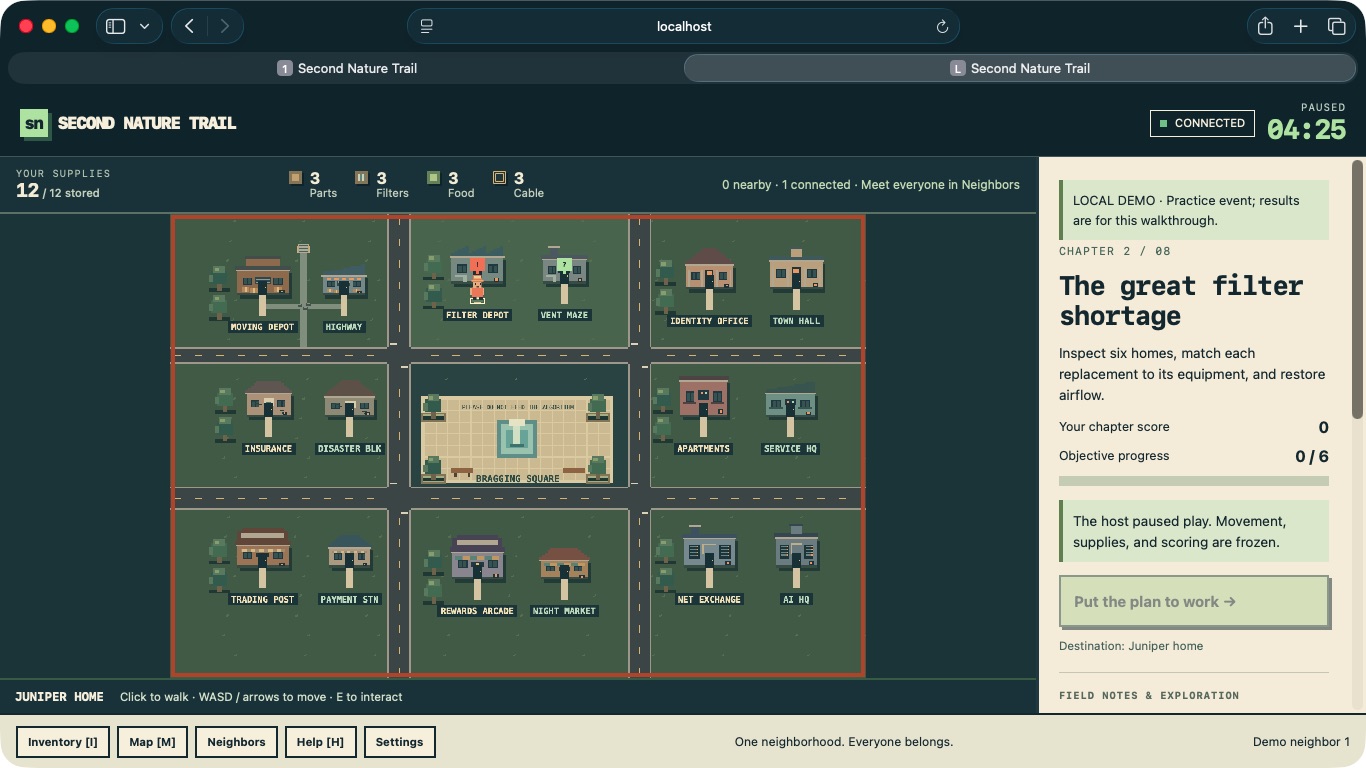 localhost
1 Second Nature Trail
L Second Nature Trail
sn SECOND NATURE TRAIL
CONNECTED
PAUSED
04:25
YOUR SUPPLIES
12 / 12 stored
3 Parts
3 Filters
3 Food
3 Cable
0 nearby · 1 connected · Meet everyone in Neighbors
MOVING DEPOT
HIGHWAY
!
FILTER DEPOT
?
VENT MAZE
IDENTITY OFFICE
TOWN HALL
INSURANCE
DISASTER BLK
BRAGGING SQUARE
APARTMENTS
SERVICE HQ
TRADING POST
PAYMENT STN
REWARDS ARCADE
NIGHT MARKET
NET EXCHANGE
AI HQ
JUNIPER HOME
Click to walk · WASD / arrows to move · E to interact
LOCAL DEMO · Practice event; results
are for this walkthrough.
CHAPTER 2 / 08
The great filter
shortage
Inspect six homes, match each
replacement to its equipment, and restore
airflow.
Your chapter score 0
Objective progress 0 / 6
The host paused play. Movement,
supplies, and scoring are frozen.
Put the plan to work →
Destination: Juniper home
FIELD NOTES & EXPLORATION
Inventory [I]
Map [M]
Neighbors
Help [H]
Settings
One neighborhood. Everyone belongs.
Demo neighbor 1